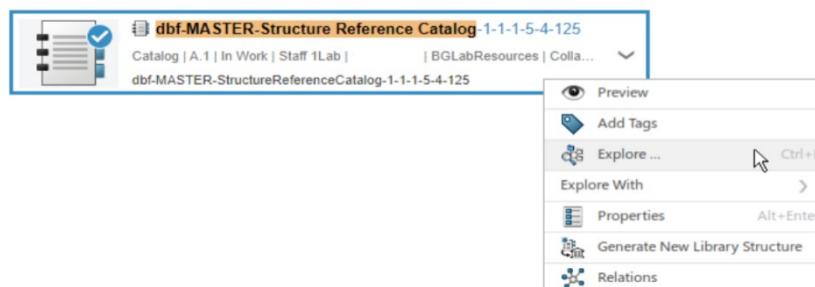 dbf-MASTER-Structure Reference Catalog-1-1-1-5-4-125
Catalog | A.1 | In Work | Staff 1Lab | | BGLabResources | Colla...
dbf-MASTER-StructureReferenceCatalog-1-1-1-5-4-125
Preview
Add Tags
Explore ... Ctrl+
Explore With
Properties Alt+Ente
Generate New Library Structure
Relations